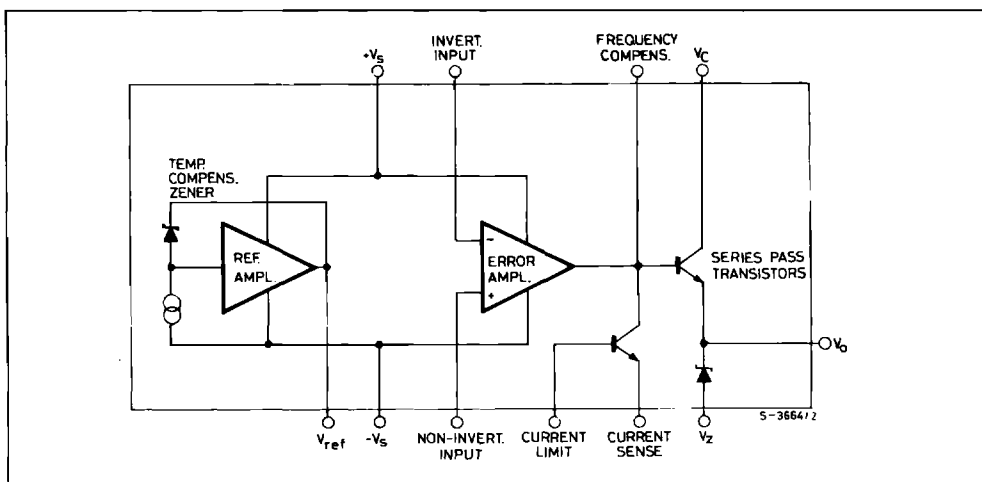 INVERT.
INPUT
FREQUENCY
COMPENS.
+Vs
VC
TEMP.
COMPENS.
ZENER
REF.
AMPL.
−
ERROR
AMPL.
+
SERIES PASS
TRANSISTORS
Vo
S-3664/2
Vref
-Vs
NON-INVERT.
INPUT
CURRENT
LIMIT
CURRENT
SENSE
VZ